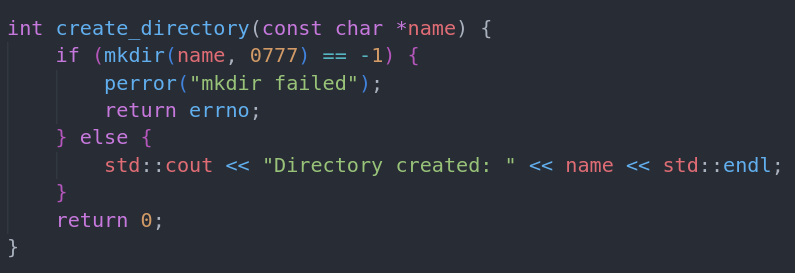 int create_directory(const char *name) {
    if (mkdir(name, 0777) == -1) {
        perror("mkdir failed");
        return errno;
    } else {
        std::cout << "Directory created: " << name << std::endl;
    }
    return 0;
}